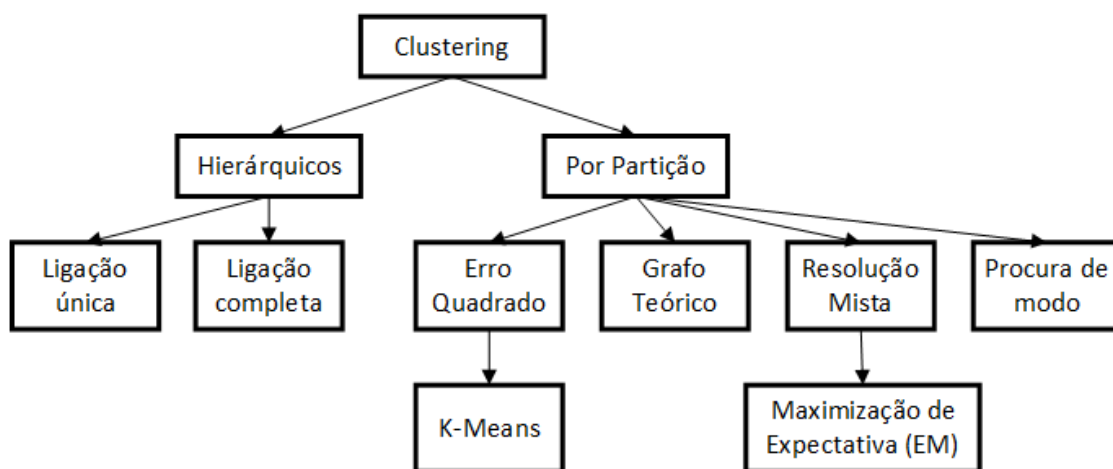 Clustering
Hierárquicos
Por Partição
Ligação
única
Ligação
completa
Erro
Quadrado
Grafo
Teórico
Resolução
Mista
Procura de
modo
K-Means
Maximização de
Expectativa (EM)